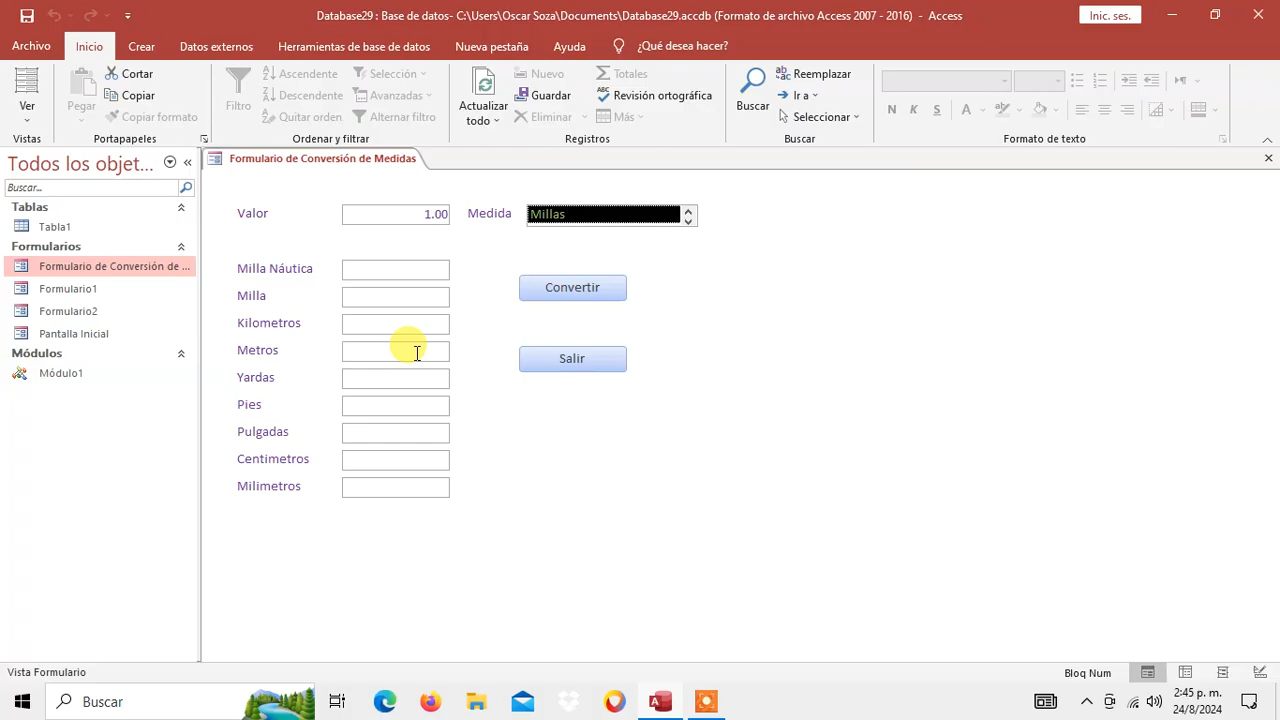 Database29 : Base de datos- C:\Users\Oscar Soza\Documents\Database29.accdb (Formato de archivo Access 2007 - 2016) - Access
Inic. ses.
Archivo Inicio Crear Datos externos Herramientas de base de datos Nueva pestaña Ayuda ¿Qué desea hacer?
Ver
Vistas
Pegar
Cortar
Copiar
Copiar formato
Portapapeles
Filtro
Ascendente
Descendente
Quitar orden
Selección
Avanzadas
Alternar filtro
Ordenar y filtrar
Actualizar
todo
Nuevo
Guardar
Eliminar
Totales
Revisión ortográfica
Más
Registros
Buscar
Reemplazar
Ir a
Seleccionar
Buscar
N K S A
Formato de texto
Todos los objet...
Buscar...
Tablas
Tabla1
Formularios
Formulario de Conversión de ...
Formulario1
Formulario2
Pantalla Inicial
Módulos
Módulo1
Formulario de Conversión de Medidas
Valor 1.00 Medida Millas
Milla Náutica
Milla
Kilometros
Metros
Yardas
Pies
Pulgadas
Centimetros
Milimetros
Convertir
Salir
Vista Formulario
Bloq Num
Buscar
2:45 p. m.
24/8/2024